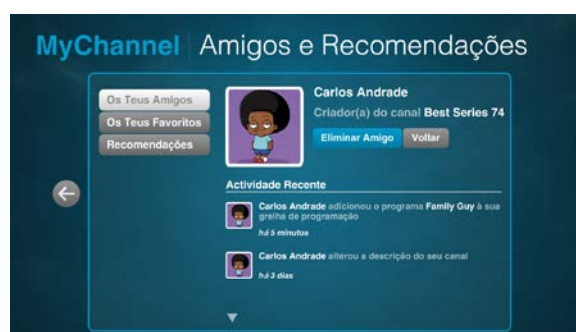 MyChannel Amigos e Recomendações
Os Teus Amigos
Os Teus Favoritos
Recomendações
Carlos Andrade
Criador(a) do canal Best Series 74
Eliminar Amigo
Voltar
Actividade Recente
Carlos Andrade adicionou o programa Family Guy à sua
grelha de programação
há 5 minutos
Carlos Andrade alterou a descrição do seu canal
há 3 dias